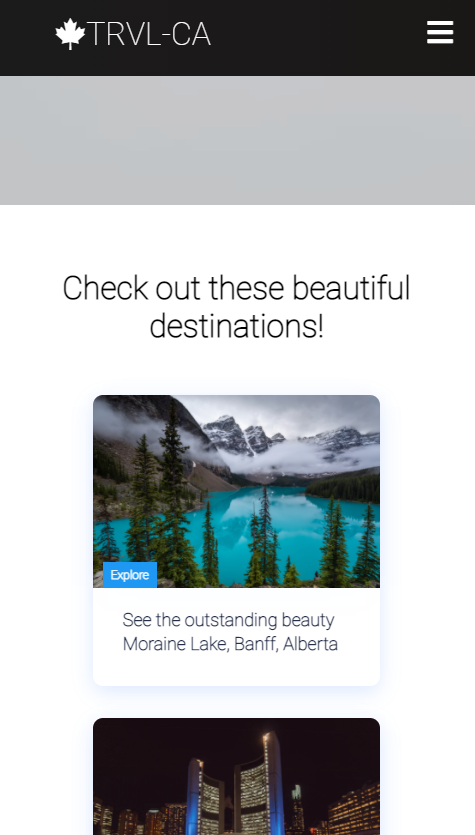 TRVL-CA
Check out these beautiful
destinations!
Explore
See the outstanding beauty
Moraine Lake, Banff, Alberta